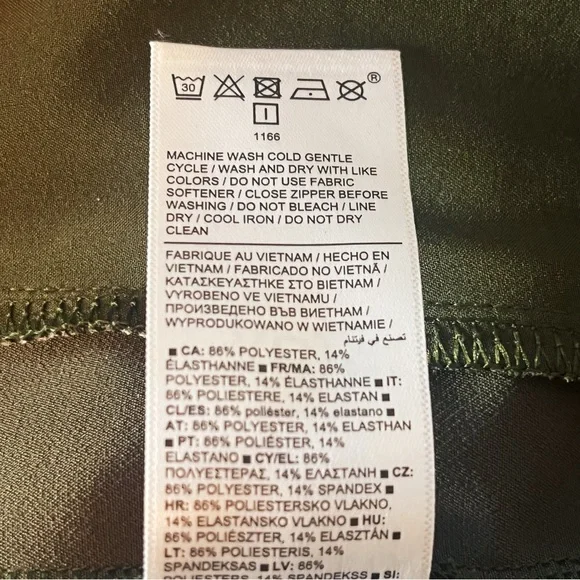 30 ®
1166
MACHINE WASH COLD GENTLE
CYCLE / WASH AND DRY WITH LIKE
COLORS / DO NOT USE FABRIC
SOFTENER / CLOSE ZIPPER BEFORE
WASHING / DO NOT BLEACH / LINE
DRY / COOL IRON / DO NOT DRY
CLEAN
FABRIQUE AU VIETNAM / HECHO EN
VIETNAM / FABRICADO NO VIETNÃ /
ΚΑΤΑΣΚΕΥΑΣΤΗΚΕ ΣΤΟ ΒΙΕΤΝΑΜ /
VYROBENO VE VIETNAMU /
ПРОИЗВЕДЕНО ВЪВ ВИЕТНАМ /
WYPRODUKOWANO W WIETNAMIE /
تصنع في فيتنام
■ CA: 86% POLYESTER, 14%
ÉLASTHANNE ■ FR/MA: 86%
POLYESTER, 14% ÉLASTHANNE ■ IT:
86% POLIESTERE, 14% ELASTAN ■
CL/ES: 86% poliéster, 14% elastano ■
AT: 86% POLYESTER, 14% ELASTHAN
■ PT: 86% POLIÉSTER, 14%
ELASTANO ■ CY/EL: 86%
ΠΟΛΥΕΣΤΕΡΑΣ, 14% ΕΛΑΣΤΑΝΗ ■ CZ:
86% POLYESTER, 14% SPANDEX ■
HR: 86% POLIESTERSKO VLAKNO,
14% ELASTANSKO VLAKNO ■ HU:
86% POLIÉSZTER, 14% ELASZTÁN ■
LT: 86% POLIESTERIS, 14%
SPANDEKSAS ■ LV: 86%
POLIESTERS, 14% SPANDEKSS ■ SI: